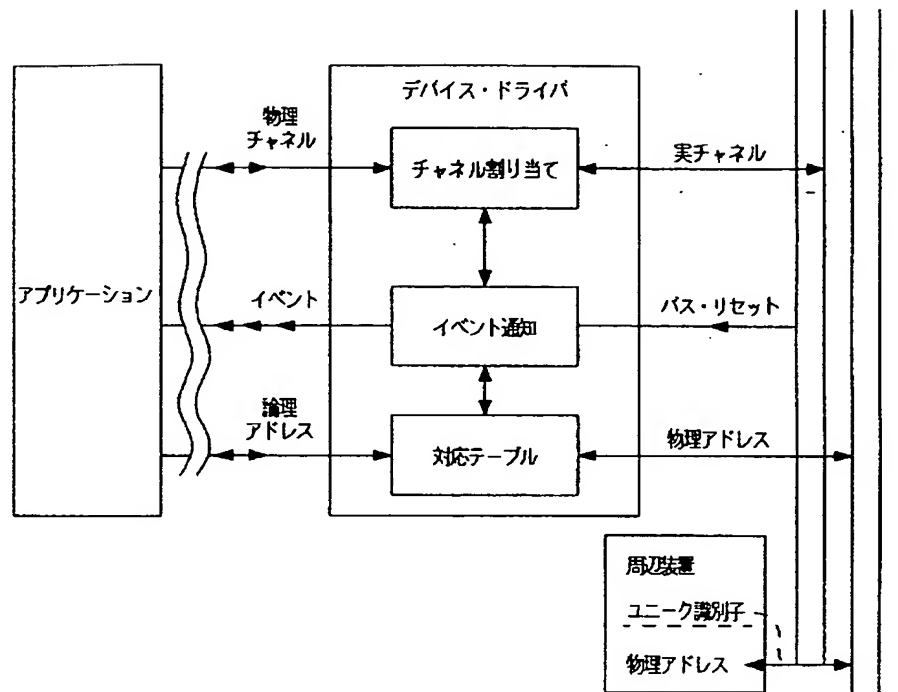 デバイス・ドライバ
物理
チャネル
チャネル割り当て
実チャネル
アプリケーション
イベント
イベント通知
バス・リセット
論理
アドレス
対応テーブル
物理アドレス
周辺装置
ユニーク識別子
物理アドレス